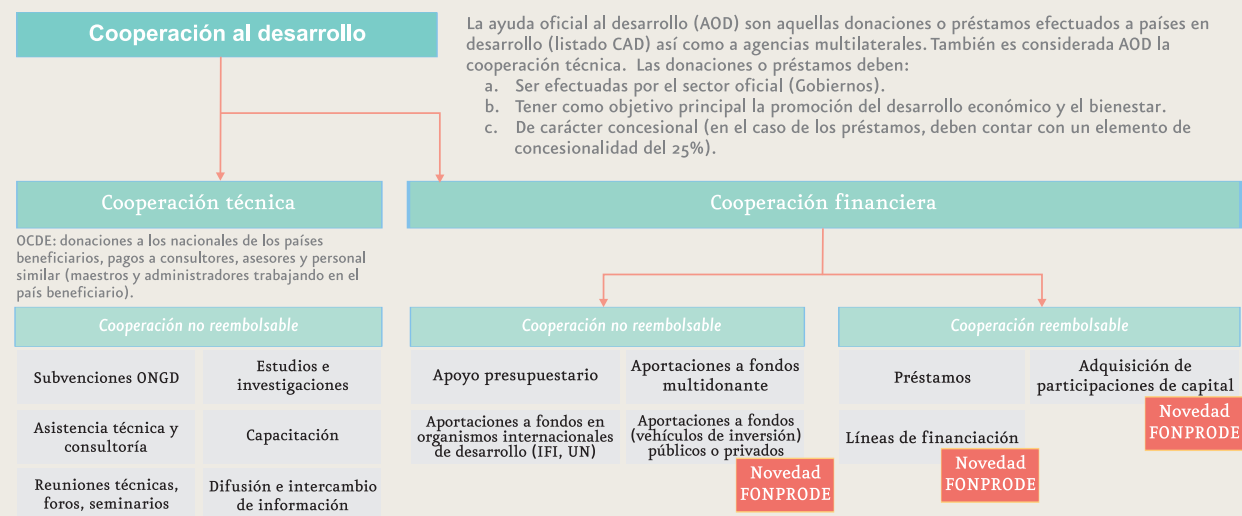 Cooperación al desarrollo
La ayuda oficial al desarrollo (AOD) son aquellas donaciones o préstamos efectuados a países en
desarrollo (listado CAD) así como a agencias multilaterales. También es considerada AOD la
cooperación técnica. Las donaciones o préstamos deben:
a. Ser efectuadas por el sector oficial (Gobiernos).
b. Tener como objetivo principal la promoción del desarrollo económico y el bienestar.
c. De carácter concesional (en el caso de los préstamos, deben contar con un elemento de
concesionalidad del 25%).
Cooperación técnica
OCDE: donaciones a los nacionales de los países
beneficiarios, pagos a consultores, asesores y personal
similar (maestros y administradores trabajando en el
país beneficiario).
Cooperación no reembolsable
Subvenciones ONGD
Estudios e
investigaciones
Asistencia técnica y
consultoría
Capacitación
Reuniones técnicas,
foros, seminarios
Difusión e intercambio
de información
Cooperación financiera
Cooperación no reembolsable
Apoyo presupuestario
Aportaciones a fondos
multidonante
Aportaciones a fondos en
organismos internacionales
de desarrollo (IFI, UN)
Aportaciones a fondos
(vehículos de inversión)
públicos o privados
Novedad
FONPRODE
Cooperación reembolsable
Préstamos
Adquisición de
participaciones de capital
Novedad
FONPRODE
Líneas de financiación
Novedad
FONPRODE